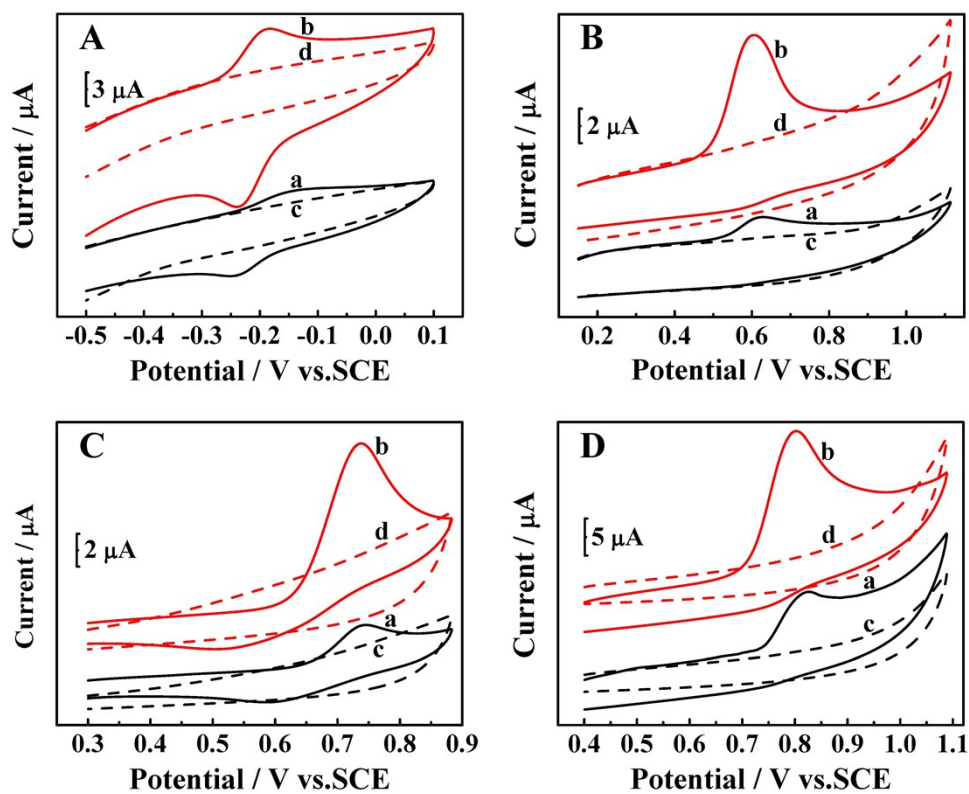 A
b
d
3 μA
a
c
Current / μA
-0.5 -0.4 -0.3 -0.2 -0.1 0.0 0.1
Potential / V vs.SCE
B
b
d
2 μA
a
c
Current / μA
0.2 0.4 0.6 0.8 1.0
Potential / V vs.SCE
C
b
d
2 μA
a
c
Current / μA
0.3 0.4 0.5 0.6 0.7 0.8 0.9
Potential / V vs.SCE
D
b
d
5 μA
a
c
Current / μA
0.4 0.5 0.6 0.7 0.8 0.9 1.0 1.1
Potential / V vs.SCE